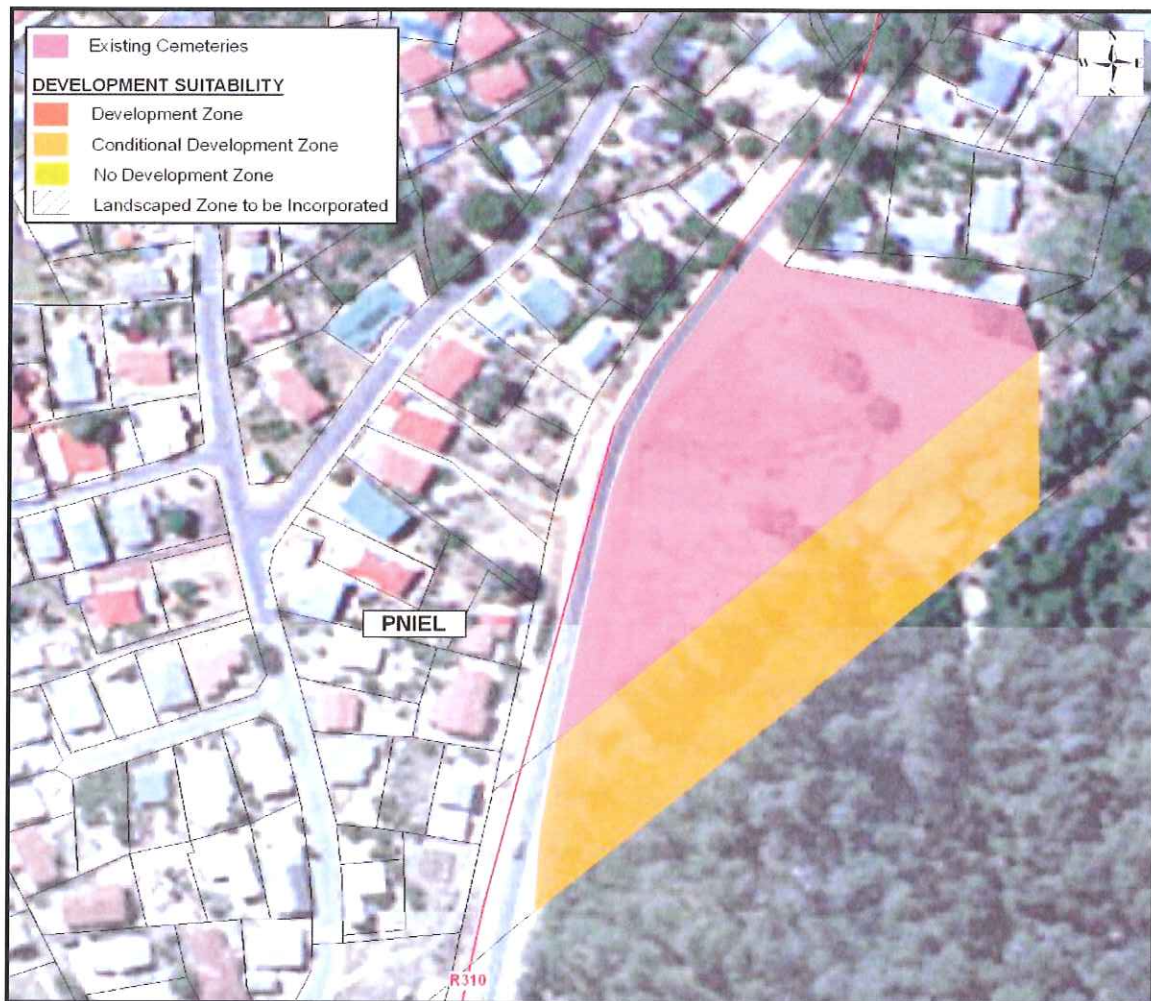 Existing Cemeteries
DEVELOPMENT SUITABILITY
Development Zone
Conditional Development Zone
No Development Zone
Landscaped Zone to be Incorporated
N
W E
S
PNIEL
R310